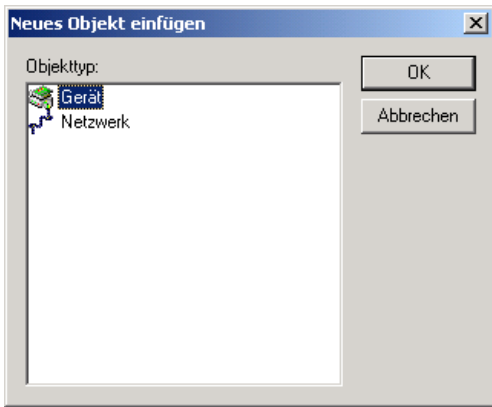 Neues Objekt einfügen
Objekttyp:
Gerät
Netzwerk
OK
Abbrechen